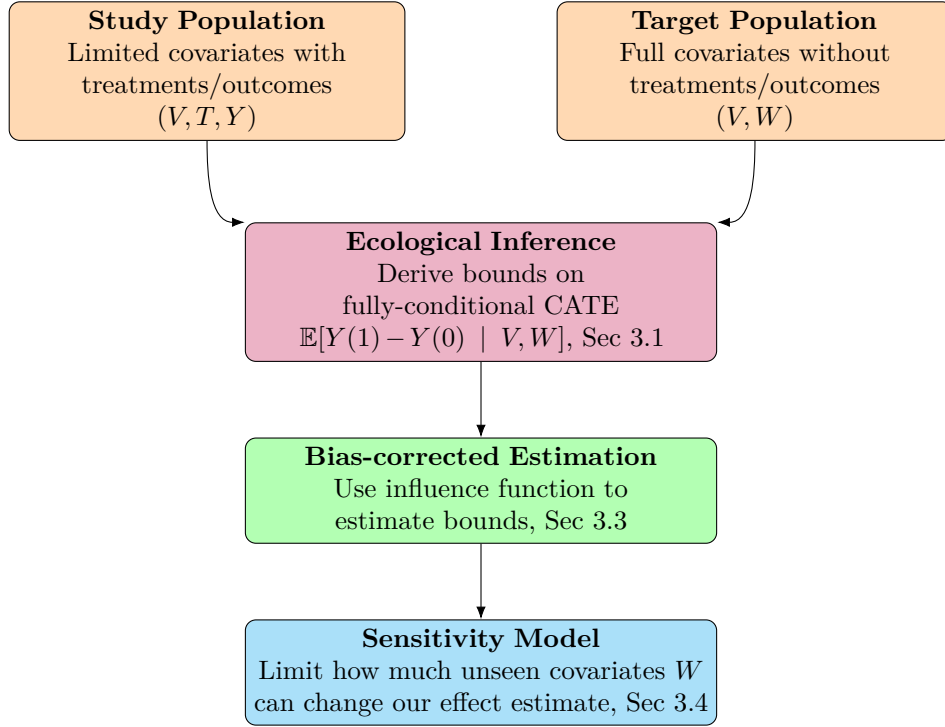 Study Population
Limited covariates with
treatments/outcomes
(V, T, Y)
Target Population
Full covariates without
treatments/outcomes
(V, W)
Ecological Inference
Derive bounds on
fully-conditional CATE
𝔼[Y(1) − Y(0) | V, W], Sec 3.1
Bias-corrected Estimation
Use influence function to
estimate bounds, Sec 3.3
Sensitivity Model
Limit how much unseen covariates W
can change our effect estimate, Sec 3.4